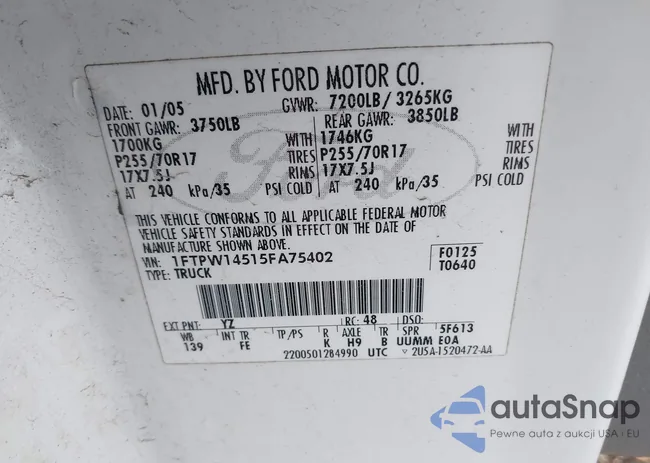 MFD. BY FORD MOTOR CO.
DATE: 01/05 GVWR: 7200LB / 3265KG
FRONT GAWR: 3750LB REAR GAWR: 3850LB
1700KG WITH 1746KG WITH
P255/70R17 TIRES P255/70R17 TIRES
17X7.5J RIMS 17X7.5J RIMS
AT 240 kPa/35 PSI COLD AT 240 kPa/35 PSI COLD
Ford
THIS VEHICLE CONFORMS TO ALL APPLICABLE FEDERAL MOTOR
VEHICLE SAFETY STANDARDS IN EFFECT ON THE DATE OF
MANUFACTURE SHOWN ABOVE.
VIN: 1FTPW14515FA75402 F0125
TYPE: TRUCK T0640
EXT PNT: YZ RC: 48 DSO:
WB INT TR TP/PS R AXLE TR SPR 5F613
139 FE K H9 B UUMM E0A
2200501284990 UTC 2U5A-1520472-AA
autoSnap
Pewne auta z aukcji USA i EU